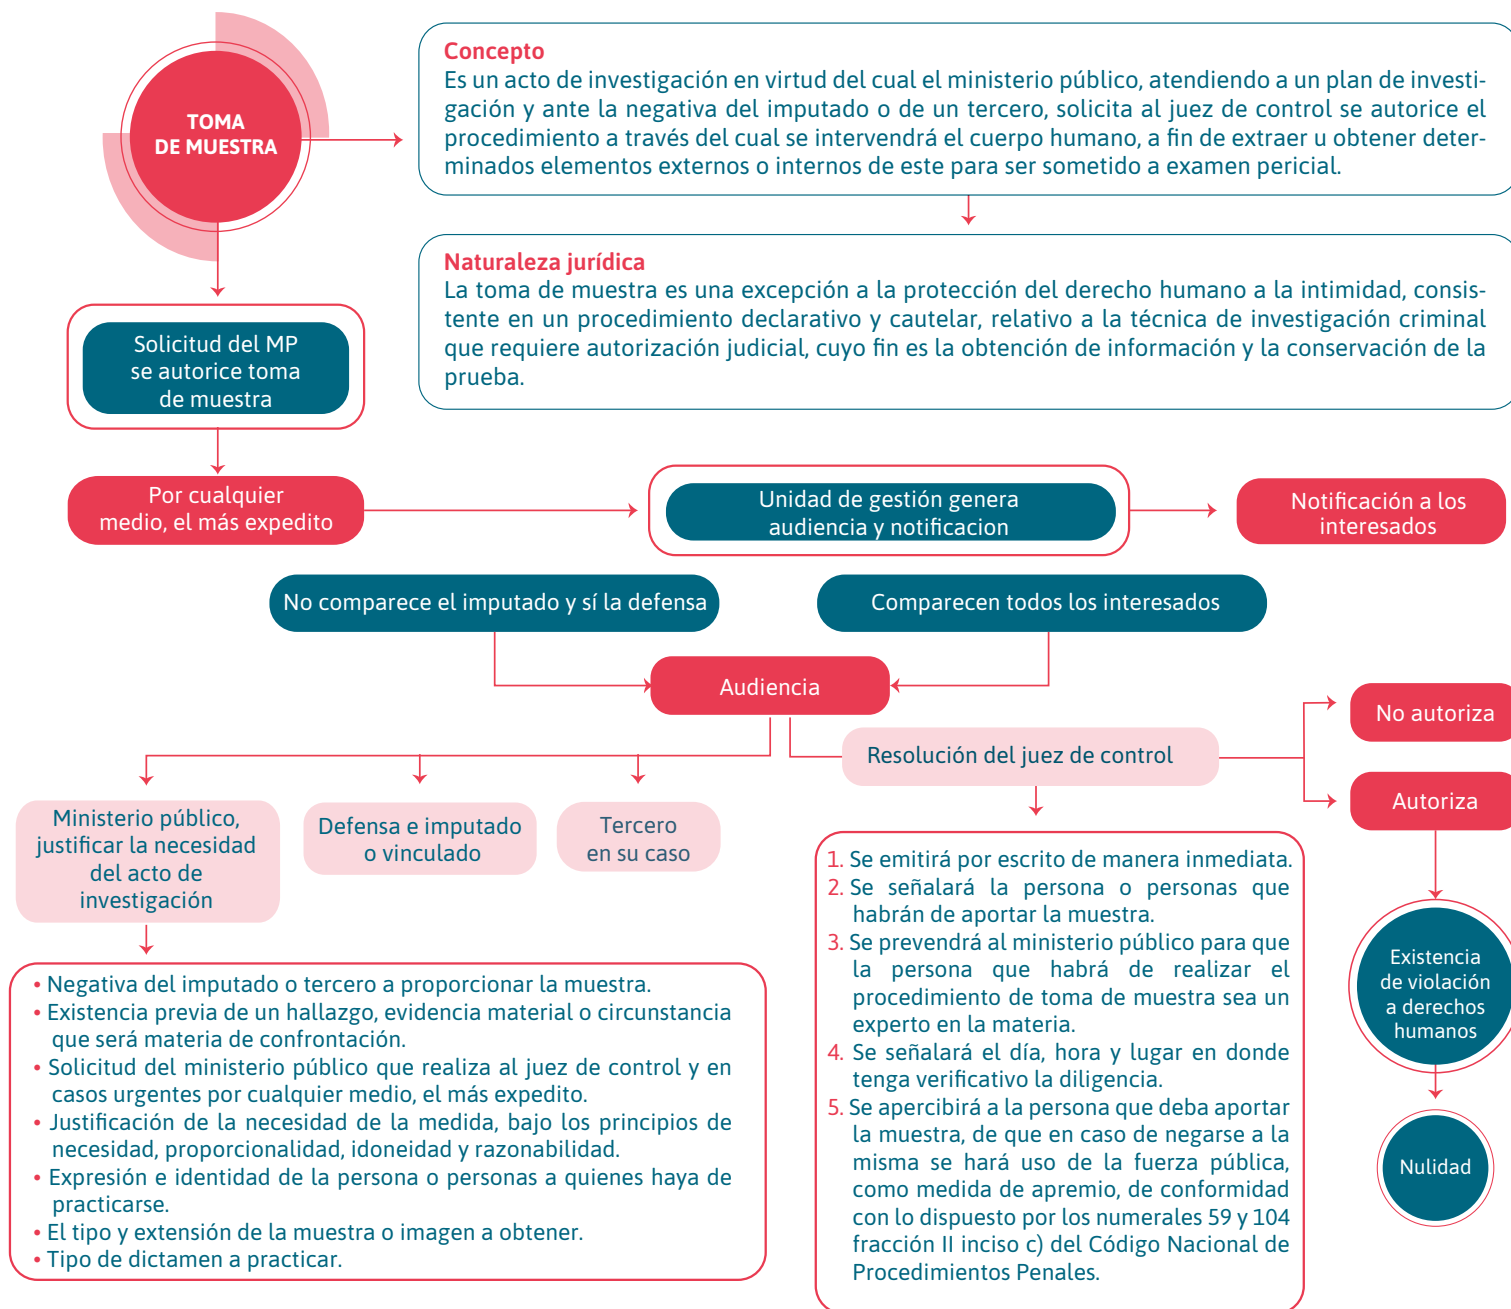 TOMA
DE MUESTRA
Concepto
Es un acto de investigación en virtud del cual el ministerio público, atendiendo a un plan de investi-
gación y ante la negativa del imputado o de un tercero, solicita al juez de control se autorice el
procedimiento a través del cual se intervendrá el cuerpo humano, a fin de extraer u obtener deter-
minados elementos externos o internos de este para ser sometido a examen pericial.
Naturaleza jurídica
La toma de muestra es una excepción a la protección del derecho humano a la intimidad, consis-
tente en un procedimiento declarativo y cautelar, relativo a la técnica de investigación criminal
que requiere autorización judicial, cuyo fin es la obtención de información y la conservación de la
prueba.
Solicitud del MP
se autorice toma
de muestra
Por cualquier
medio, el más expedito
Unidad de gestión genera
audiencia y notificacion
Notificación a los
interesados
No comparece el imputado y sí la defensa
Comparecen todos los interesados
Audiencia
Ministerio público,
justificar la necesidad
del acto de
investigación
Defensa e imputado
o vinculado
Tercero
en su caso
Resolución del juez de control
No autoriza
Autoriza
• Negativa del imputado o tercero a proporcionar la muestra.
• Existencia previa de un hallazgo, evidencia material o circunstancia
que será materia de confrontación.
• Solicitud del ministerio público que realiza al juez de control y en
casos urgentes por cualquier medio, el más expedito.
• Justificación de la necesidad de la medida, bajo los principios de
necesidad, proporcionalidad, idoneidad y razonabilidad.
• Expresión e identidad de la persona o personas a quienes haya de
practicarse.
• El tipo y extensión de la muestra o imagen a obtener.
• Tipo de dictamen a practicar.
1. Se emitirá por escrito de manera inmediata.
2. Se señalará la persona o personas que
habrán de aportar la muestra.
3. Se prevendrá al ministerio público para que
la persona que habrá de realizar el
procedimiento de toma de muestra sea un
experto en la materia.
4. Se señalará el día, hora y lugar en donde
tenga verificativo la diligencia.
5. Se apercibirá a la persona que deba aportar
la muestra, de que en caso de negarse a la
misma se hará uso de la fuerza pública,
como medida de apremio, de conformidad
con lo dispuesto por los numerales 59 y 104
fracción II inciso c) del Código Nacional de
Procedimientos Penales.
Existencia
de violación
a derechos
humanos
Nulidad